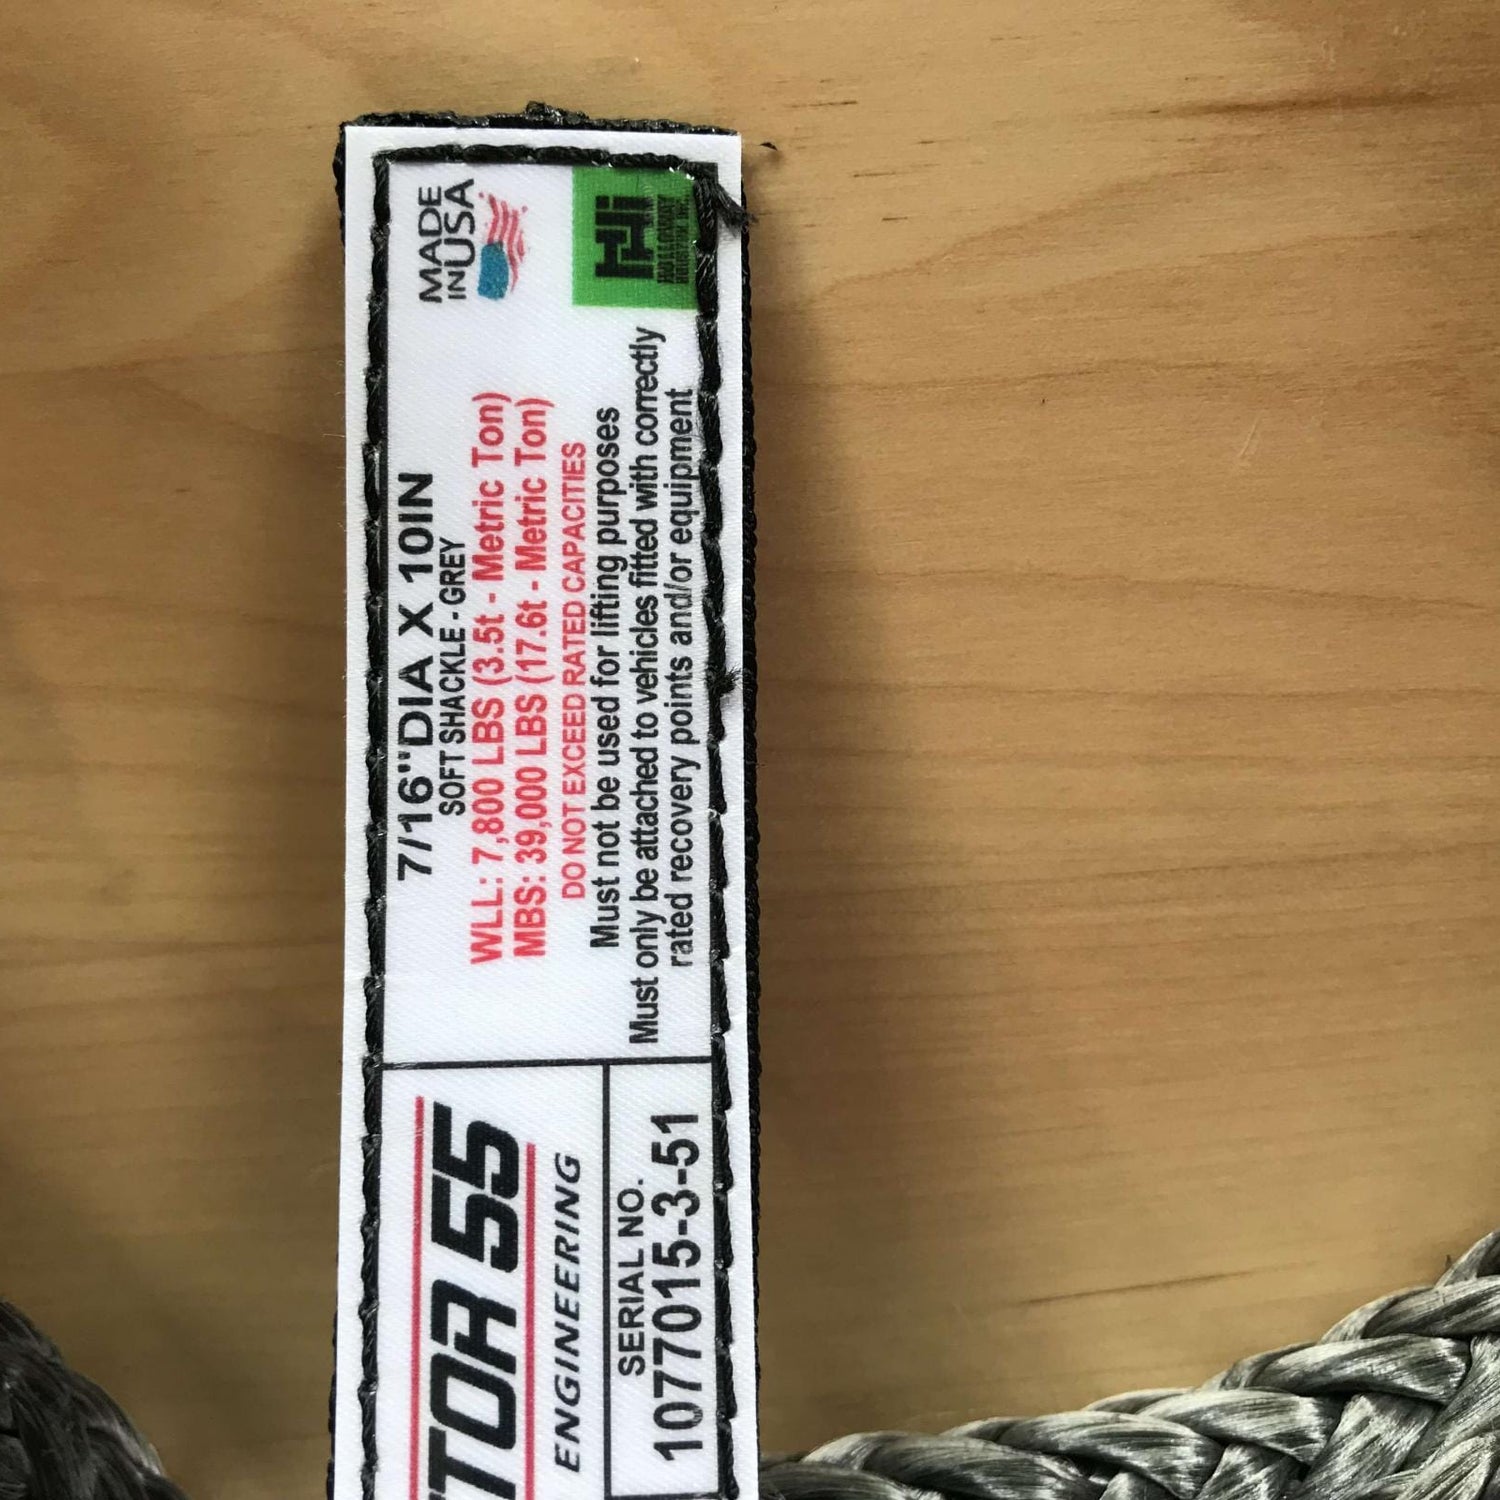 7/16"DIA X 10IN
SOFT SHACKLE - GREY
WLL: 7,800 LBS (3.5t - Metric Ton)
MBS: 39,000 LBS (17.6t - Metric Ton)
DO NOT EXCEED RATED CAPACITIES
Must not be used for lifting purposes
Must only be attached to vehicles fitted with correctly
rated recovery points and/or equipment
MADE
IN USA
TOR 55
ENGINEERING
SERIAL NO.
1077015-3-51